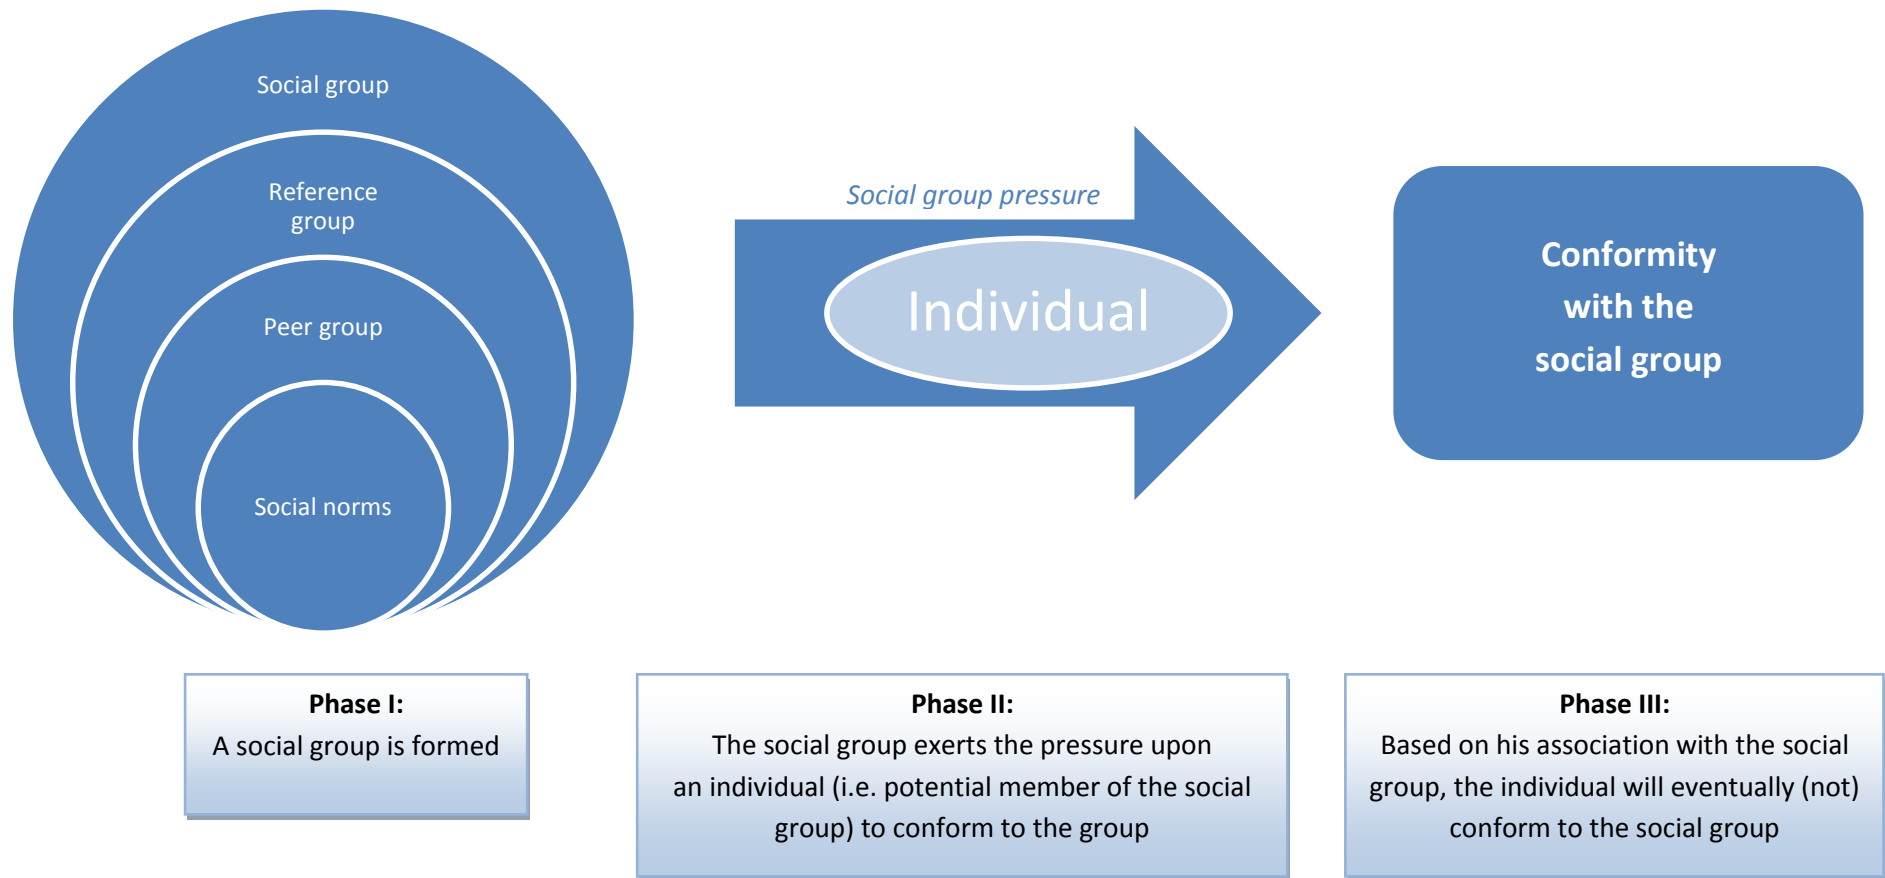 Social group
Reference
group
Peer group
Social norms
Social group pressure
Individual
Conformity
with the
social group
Phase I:
A social group is formed
Phase II:
The social group exerts the pressure upon
an individual (i.e. potential member of the social
group) to conform to the group
Phase III:
Based on his association with the social
group, the individual will eventually (not)
conform to the social group